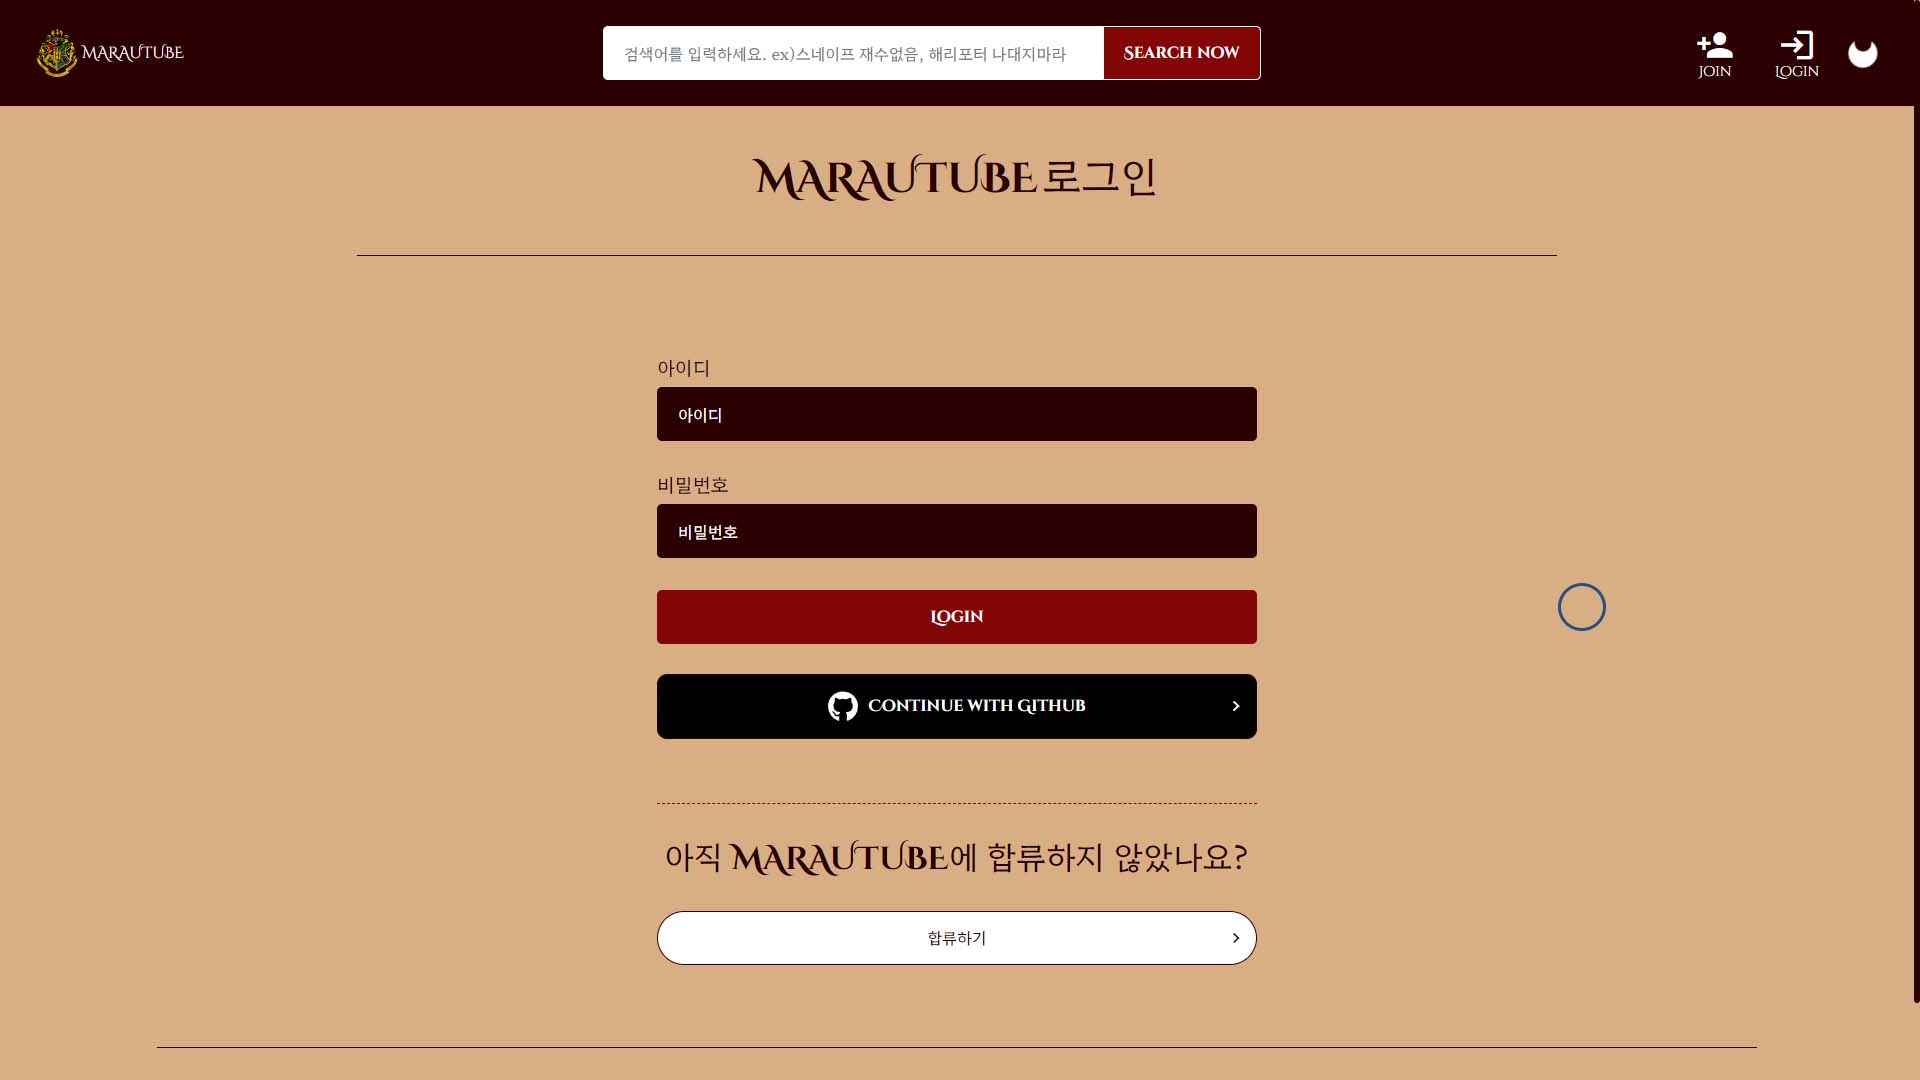 MARAUTUBE
검색어를 입력하세요. ex)스네이프 재수없음, 해리포터 나대지마라
SEARCH NOW
JOIN
LOGIN
MARAUTUBE 로그인
아이디
아이디
비밀번호
비밀번호
LOGIN
CONTINUE WITH GITHUB
아직 MARAUTUBE에 합류하지 않았나요?
합류하기